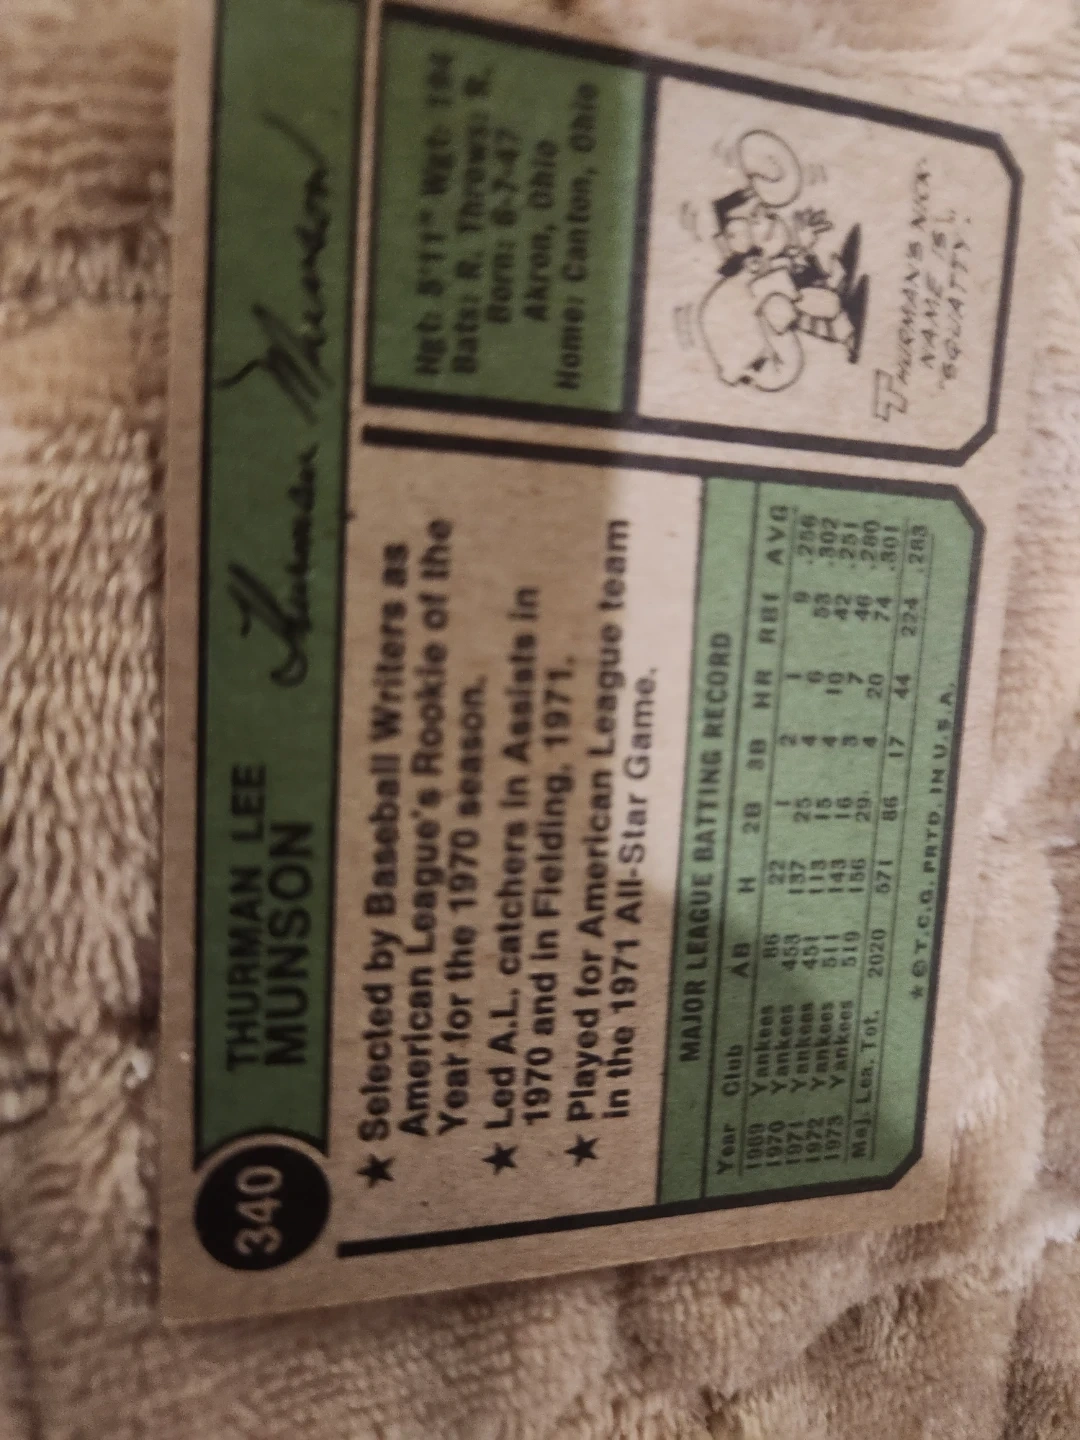 340
THURMAN LEE
MUNSON
Thurman Munson
★ Selected by Baseball Writers as
American League's Rookie of the
Year for the 1970 season.
★ Led A.L. catchers in Assists in
1970 and in Fielding, 1971.
★ Played for American League team
in the 1971 All-Star Game.
Hgt: 5'11" Wgt: 194
Bats: R. Throws: R.
Born: 6-7-47
Akron, Ohio
Home: Canton, Ohio
THURMAN'S NICK-
NAME IS
"SQUATTY".
MAJOR LEAGUE BATTING RECORD
Year Club AB H 2B 3B HR RBI AVG
1969 Yankees 86 22 1 2 1 9 .256
1970 Yankees 453 137 25 4 6 53 .302
1971 Yankees 451 113 15 4 10 42 .251
1972 Yankees 511 143 16 3 7 46 .280
1973 Yankees 519 156 29 4 20 74 .301
Maj. Lea. Tot. 2020 571 86 17 44 224 .283
★ © T.C.G. PRTD. IN U.S.A.